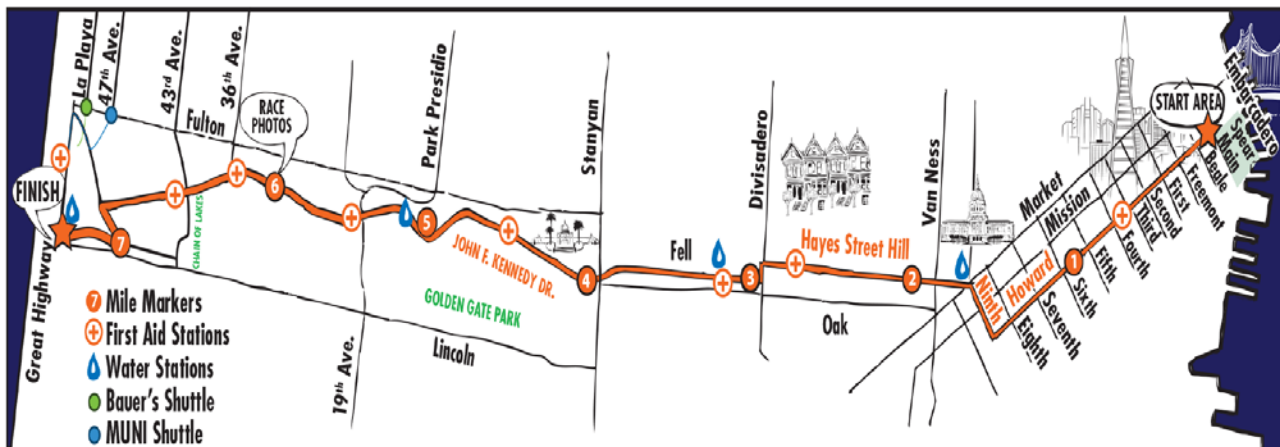 La Playa
47th Ave.
43rd Ave.
36th Ave.
Fulton
RACE
PHOTOS
Park Presidio
Stanyan
Divisadero
Van Ness
Market
Mission
START AREA
Embarcadero
Spear
Main
Beale
Freemont
First
Second
Third
Fourth
Fifth
Sixth
Seventh
Eighth
Ninth
Howard
Hayes Street Hill
Fell
Oak
FINISH
Great Highway
CHAIN OF LAKES
JOHN F. KENNEDY DR.
GOLDEN GATE PARK
Lincoln
19th Ave.
1
2
3
4
5
6
7
7 Mile Markers
First Aid Stations
Water Stations
Bauer's Shuttle
MUNI Shuttle